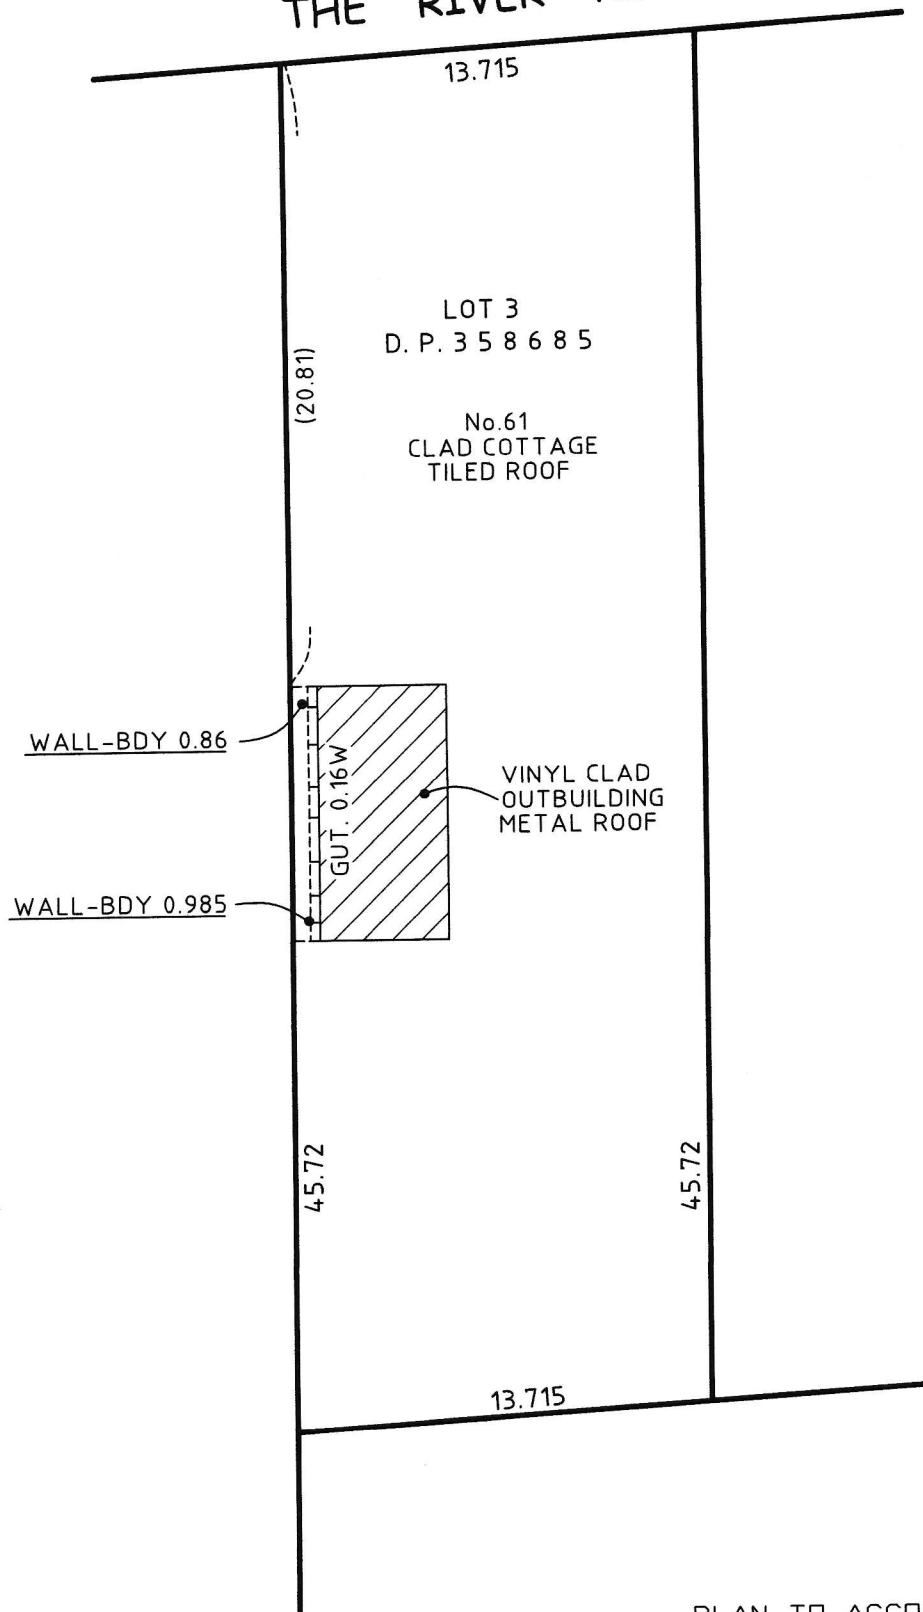 THE RIVER
13.715
LOT 3
D. P. 3 5 8 6 8 5
(20.81)
No.61
CLAD COTTAGE
TILED ROOF
WALL-BDY 0.86
GUT. 0.16W
VINYL CLAD
OUTBUILDING
METAL ROOF
WALL-BDY 0.985
45.72
45.72
13.715
PLAN TO